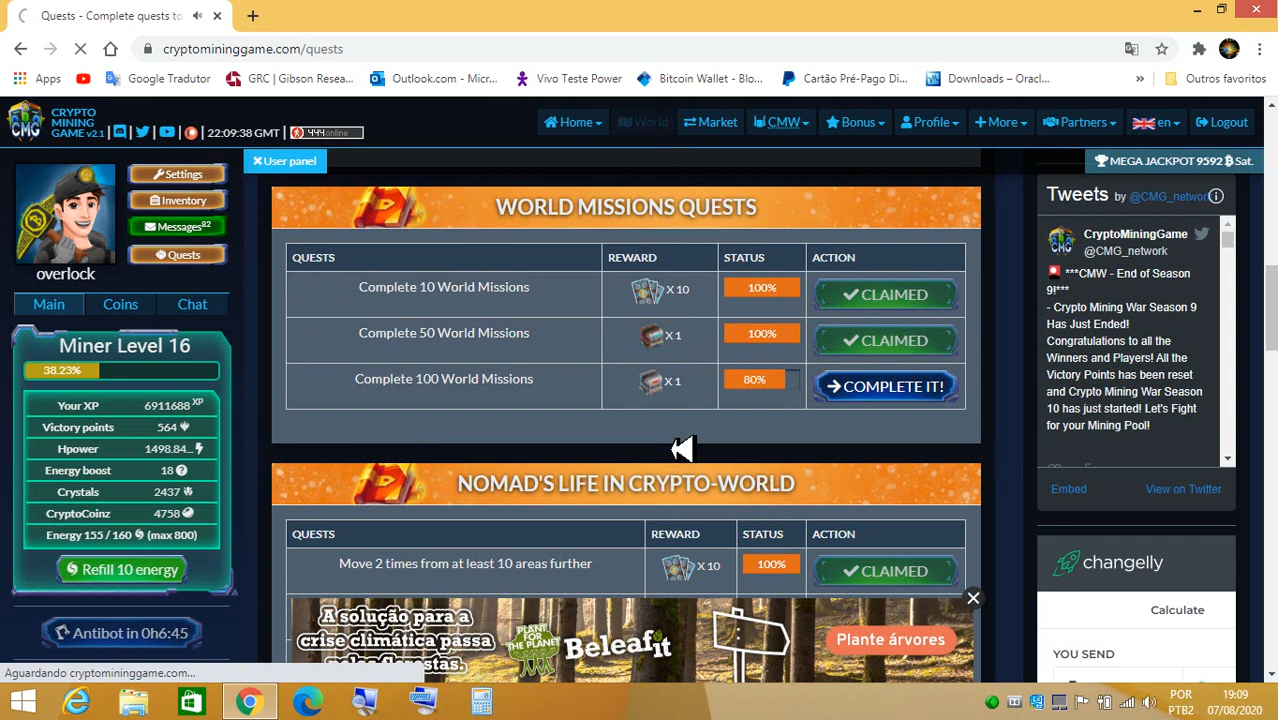 Quests - Complete quests to
cryptomininggame.com/quests
Apps
Google Tradutor
GRC | Gibson Resea...
Outlook.com - Micr...
Vivo Teste Power
Bitcoin Wallet - Blo...
Cartão Pré-Pago Di...
Downloads – Oracl...
»
Outros favoritos
CRYPTO
MINING
GAME v2.1
22:09:38 GMT
444 online
Home
World
Market
CMW
Bonus
Profile
More
Partners
en
Logout
User panel
MEGA JACKPOT 9592 Sat.
Settings
Inventory
Messages 82
Quests
overlock
Main
Coins
Chat
Miner Level 16
38.23%
Your XP 6911688 XP
Victory points 564
Hpower 1498.84...
Energy boost 18
Crystals 2437
CryptoCoinz 4758
Energy 155 / 160 (max 800)
Refill 10 energy
Antibot in 0h6:45
Aguardando cryptomininggame.com...
WORLD MISSIONS QUESTS
QUESTS REWARD STATUS ACTION
Complete 10 World Missions X 10 100% CLAIMED
Complete 50 World Missions X 1 100% CLAIMED
Complete 100 World Missions X 1 80% COMPLETE IT!
NOMAD'S LIFE IN CRYPTO-WORLD
QUESTS REWARD STATUS ACTION
Move 2 times from at least 10 areas further X 10 100% CLAIMED
A solução para a
crise climática passa
pelas florestas.
PLANT
FOR THE
PLANET
Beleafit
Plante árvores
Tweets by @CMG_networ
CryptoMiningGame
@CMG_network
***CMW - End of Season
9!***
- Crypto Mining War Season 9
Has Just Ended!
Congratulations to all the
Winners and Players! All the
Victory Points has been reset
and Crypto Mining War Season
10 has just started! Let's Fight
for your Mining Pool!
Embed
View on Twitter
changelly
Calculate
YOU SEND
POR
PTB2
19:09
07/08/2020